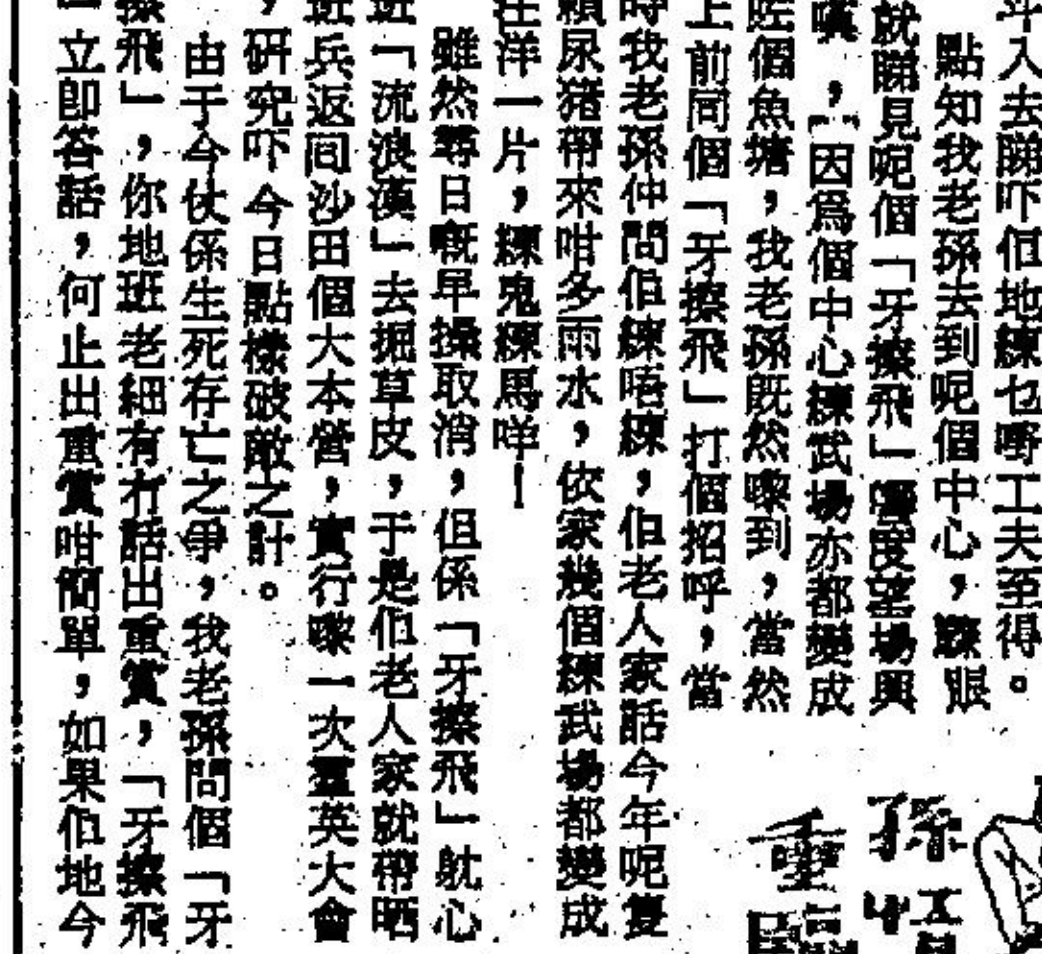 斗入去睇吓佢地練乜嘢工夫至得。
點知我老孫去到呢個中心，矇眼
就睇見呢個「牙擦飛」喺度望場興
嘆，因爲個中心練武場亦都變成
咗個魚塘，我老孫既然嚟到，當然
上前同個「牙擦飛」打個招呼，當
時我老孫仲問佢練唔練，佢老人家話今年呢隻
賴尿猪帶來咁多雨水，依家幾個練武場都變成
汪洋一片，練鬼練馬咩！
雖然尋日嘅早操取消，但係「牙擦飛」躭心
班「流浪漢」去掘草皮，于是佢老人家就帶晒
班兵返回沙田個大本營，實行嚟一次羣英大會
，研究吓今日點樣破敵之計。
由于今仗係生死存亡之爭，我老孫問個「牙
擦飛」，你地班老細有冇話出重賞，「牙擦飛
」立即答話，何止出重賞咁簡單，如果佢地今
孫